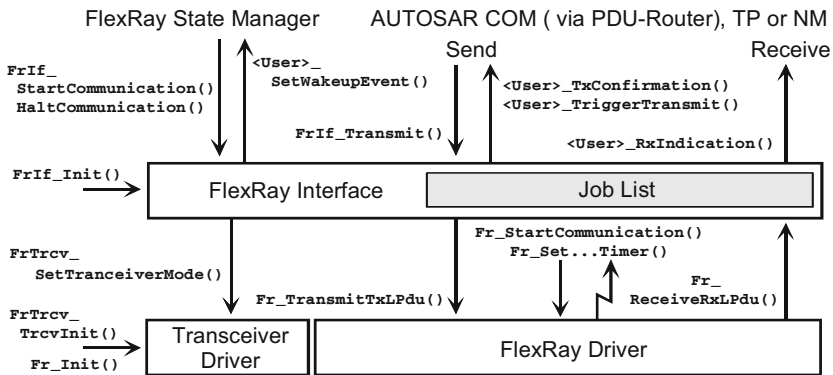 FlexRay State Manager
AUTOSAR COM ( via PDU-Router), TP or NM
Send
Receive
FrIf_
StartCommunication()
HaltCommunication()
<User>_
SetWakeupEvent()
<User>_TxConfirmation()
<User>_TriggerTransmit()
FrIf_Transmit()
<User>_RxIndication()
FrIf_Init()
FlexRay Interface
Job List
Fr_StartCommunication()
Fr_Set...Timer()
FrTrcv_
SetTranceiverMode()
Fr_TransmitTxLPdu()
Fr_
ReceiveRxLPdu()
FrTrcv_
TrcvInit()
Fr_Init()
Transceiver
Driver
FlexRay Driver